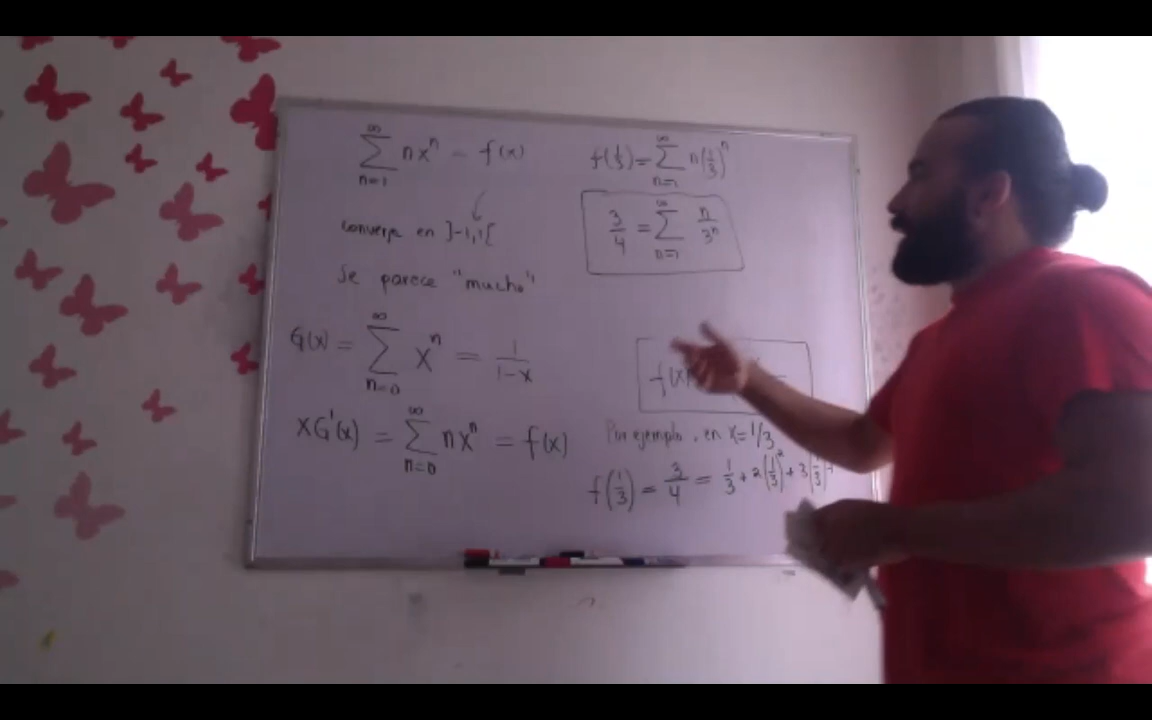 ∞
∑ nxⁿ = f(x)
n=1
converge en ]-1,1[
Se parece "mucho"
G(x) = ∞∑n=0 xⁿ = 1/(1-x)
xG'(x) = ∞∑n=0 nxⁿ = f(x)
f(1/3) = ∞∑n=1 n(1/3)ⁿ
3/4 = ∞∑n=1 n/3ⁿ
f(x)
Por ejemplo, en x=1/3
f(1/3) = 3/4 = 1/3 + 2(1/3)² + 3(1/3)